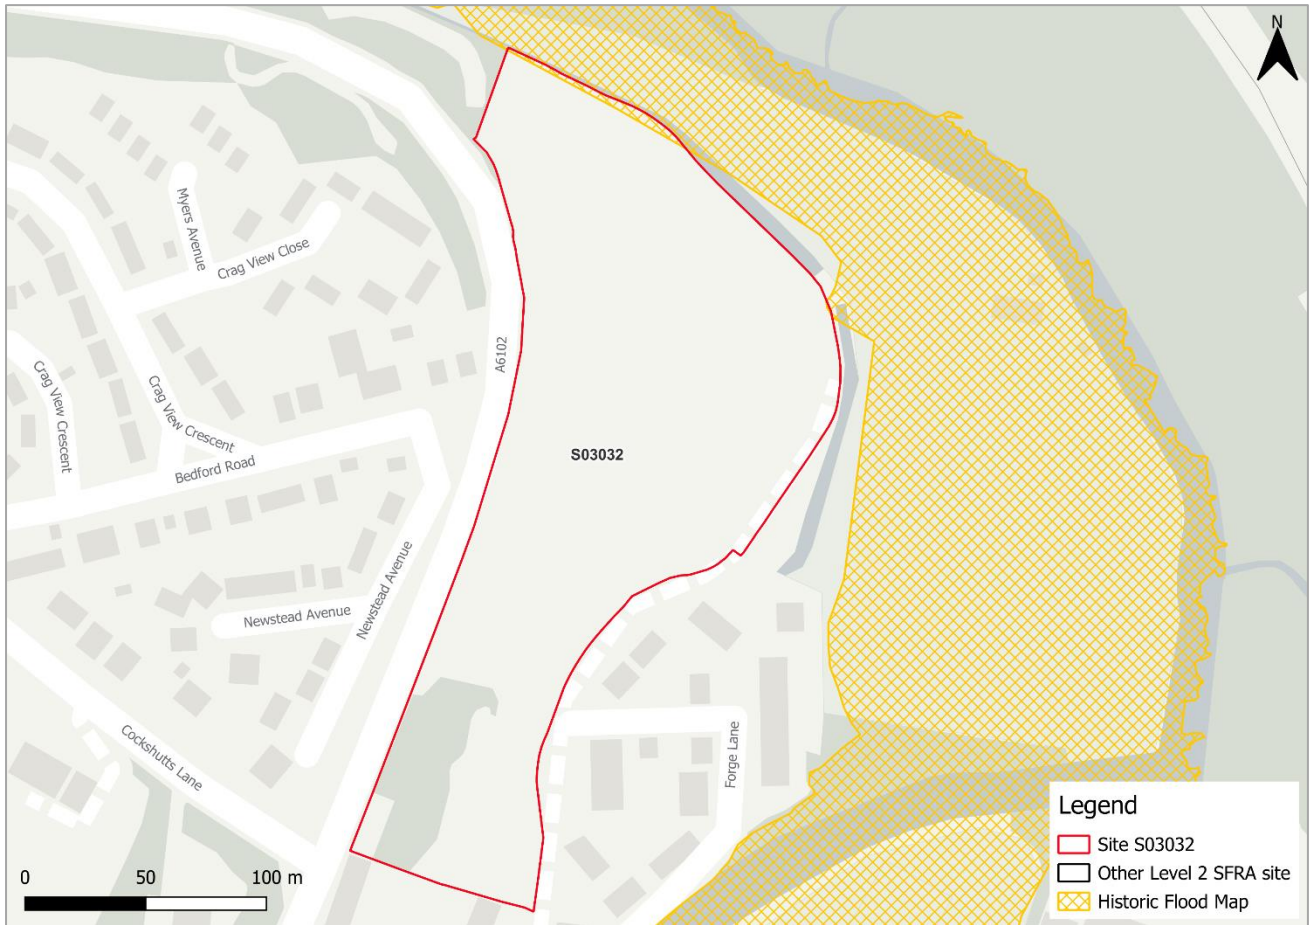 N
Myers Avenue
Crag View Close
A6102
Crag View Crescent
Crag View Crescent
Bedford Road
S03032
Newstead Avenue
Newstead Avenue
Cockshutts Lane
Forge Lane
Legend
Site S03032
Other Level 2 SFRA site
Historic Flood Map
0 50 100 m